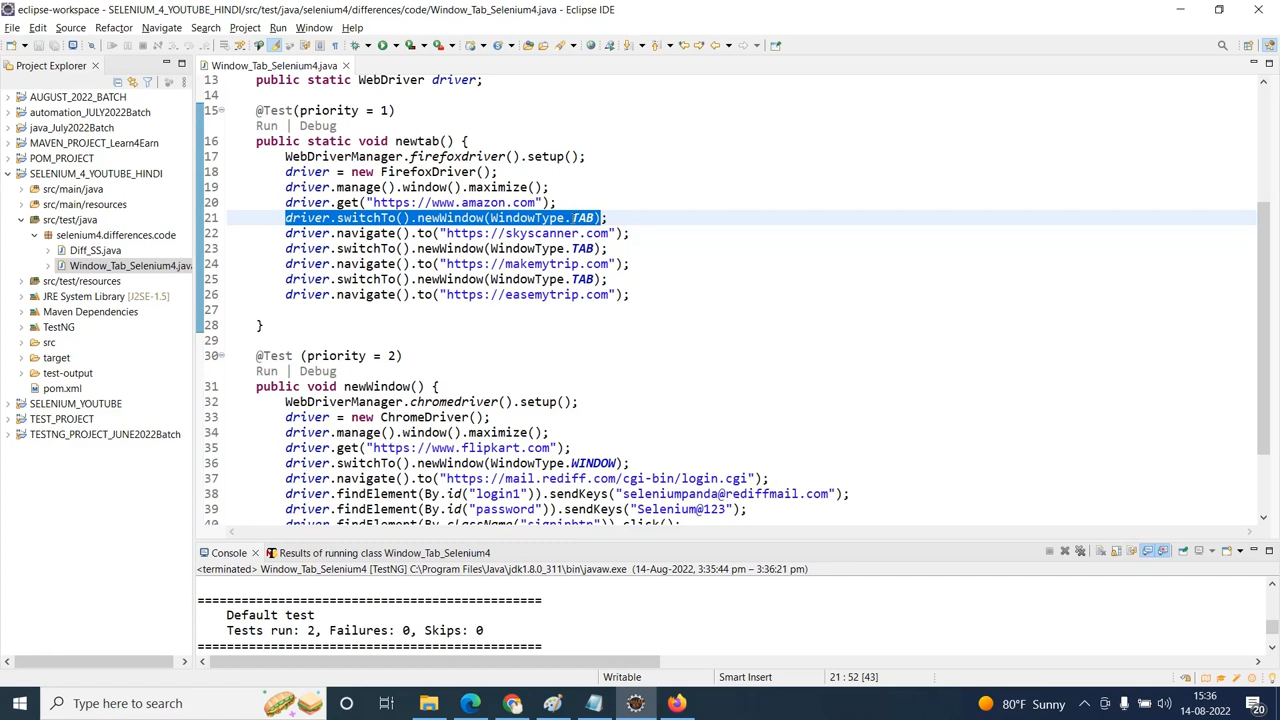 eclipse-workspace - SELENIUM_4_YOUTUBE_HINDI/src/test/java/selenium4/differences/code/Window_Tab_Selenium4.java - Eclipse IDE
File Edit Source Refactor Navigate Search Project Run Window Help
Project Explorer
Window_Tab_Selenium4.java
AUGUST_2022_BATCH
automation_JULY2022Batch
java_July2022Batch
MAVEN_PROJECT_Learn4Earn
POM_PROJECT
SELENIUM_4_YOUTUBE_HINDI
src/main/java
src/main/resources
src/test/java
selenium4.differences.code
Diff_SS.java
Window_Tab_Selenium4.java
src/test/resources
JRE System Library [J2SE-1.5]
Maven Dependencies
TestNG
src
target
test-output
pom.xml
SELENIUM_YOUTUBE
TEST_PROJECT
TESTNG_PROJECT_JUNE2022Batch
13 public static WebDriver driver;
14
15 @Test(priority = 1)
Run | Debug
16 public static void newtab() {
17 WebDriverManager.firefoxdriver().setup();
18 driver = new FirefoxDriver();
19 driver.manage().window().maximize();
20 driver.get("https://www.amazon.com");
21 driver.switchTo().newWindow(WindowType.TAB);
22 driver.navigate().to("https://skyscanner.com");
23 driver.switchTo().newWindow(WindowType.TAB);
24 driver.navigate().to("https://makemytrip.com");
25 driver.switchTo().newWindow(WindowType.TAB);
26 driver.navigate().to("https://easemytrip.com");
27
28 }
29
30 @Test (priority = 2)
Run | Debug
31 public void newWindow() {
32 WebDriverManager.chromedriver().setup();
33 driver = new ChromeDriver();
34 driver.manage().window().maximize();
35 driver.get("https://www.flipkart.com");
36 driver.switchTo().newWindow(WindowType.WINDOW);
37 driver.navigate().to("https://mail.rediff.com/cgi-bin/login.cgi");
38 driver.findElement(By.id("login1")).sendKeys("seleniumpanda@rediffmail.com");
39 driver.findElement(By.id("password")).sendKeys("Selenium@123");
40 driver.findElement(By.className("signinbtn")).click();
Console
Results of running class Window_Tab_Selenium4
<terminated> Window_Tab_Selenium4 [TestNG] C:\Program Files\Java\jdk1.8.0_311\bin\javaw.exe (14-Aug-2022, 3:35:44 pm – 3:36:21 pm)
===============================================
Default test
Tests run: 2, Failures: 0, Skips: 0
===============================================
Writable
Smart Insert
21 : 52 [43]
Type here to search
80°F Sunny
15:36
14-08-2022
20